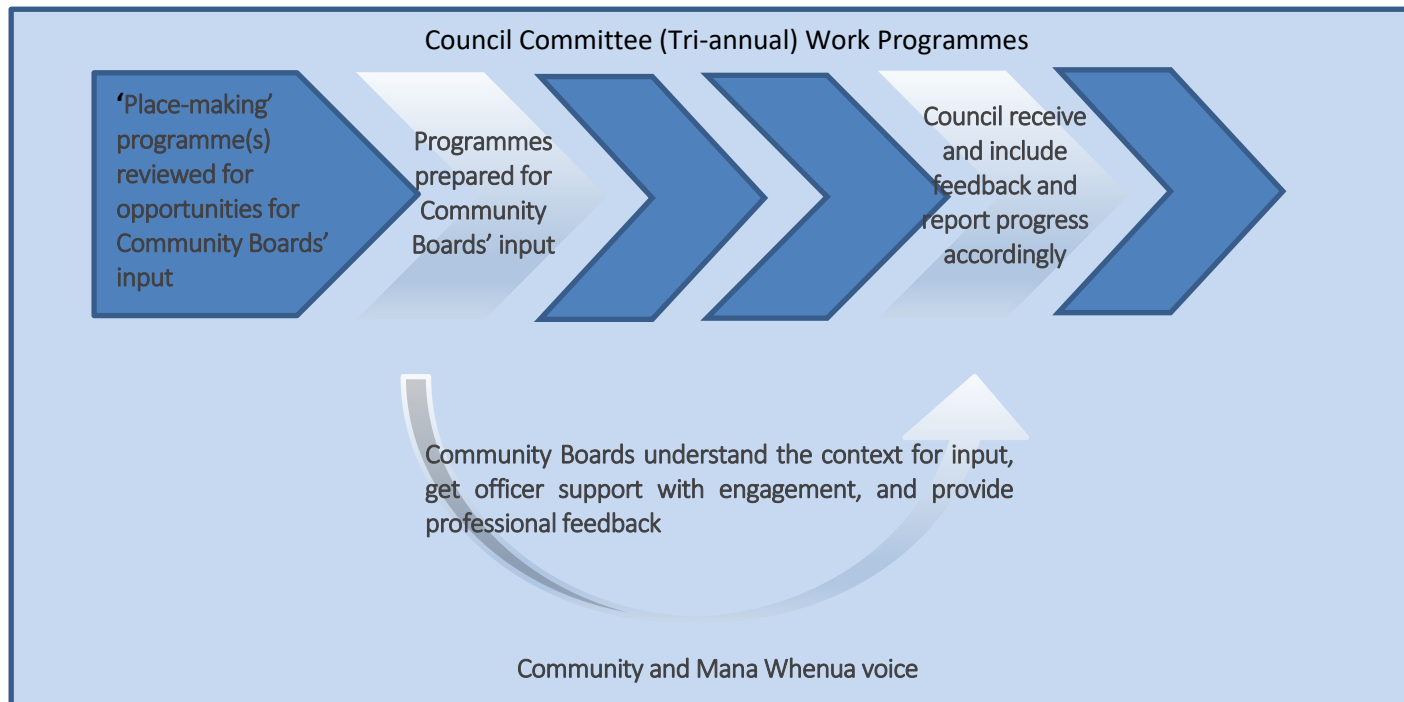 Council Committee (Tri-annual) Work Programmes
‘Place-making’
programme(s)
reviewed for
opportunities for
Community Boards’
input
Programmes
prepared for
Community
Boards’ input
Council receive
and include
feedback and
report progress
accordingly
Community Boards understand the context for input,
get officer support with engagement, and provide
professional feedback
Community and Mana Whenua voice